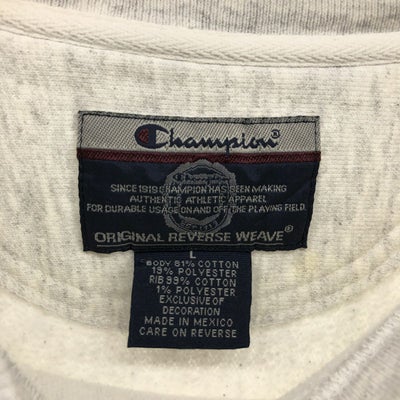 Champion®
SINCE 1919 CHAMPION HAS BEEN MAKING
AUTHENTIC ATHLETIC APPAREL
FOR DURABLE USAGE ON AND OFF THE PLAYING FIELD.
ORIGINAL REVERSE WEAVE®
L
BODY 81% COTTON
19% POLYESTER
RIB 99% COTTON
1% POLYESTER
EXCLUSIVE OF
DECORATION
MADE IN MEXICO
CARE ON REVERSE